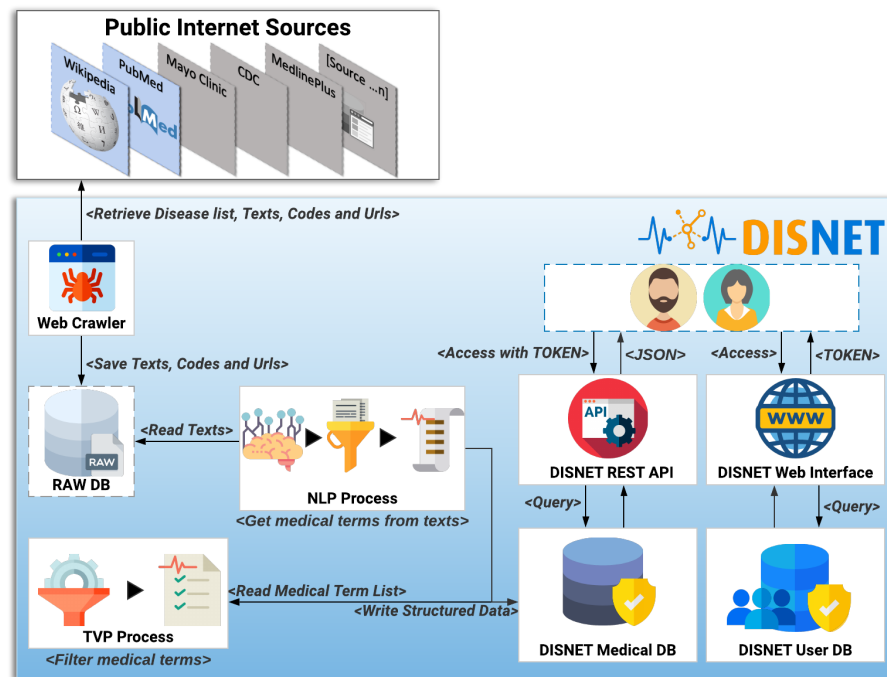 Public Internet Sources
Wikipedia
PubMed
Mayo Clinic
CDC
MedlinePlus
[Source ...n]
Ω
W
И
7
Med
<Retrieve Disease list, Texts, Codes and Urls>
DISNET
Web Crawler
<Save Texts, Codes and Urls>
<Access with TOKEN>
<JSON>
<Access>
<TOKEN>
API
WWW
<Read Texts>
RAW
RAW DB
NLP Process
<Get medical terms from texts>
DISNET REST API
DISNET Web Interface
<Query>
<Query>
<Read Medical Term List>
<Write Structured Data>
TVP Process
<Filter medical terms>
DISNET Medical DB
DISNET User DB